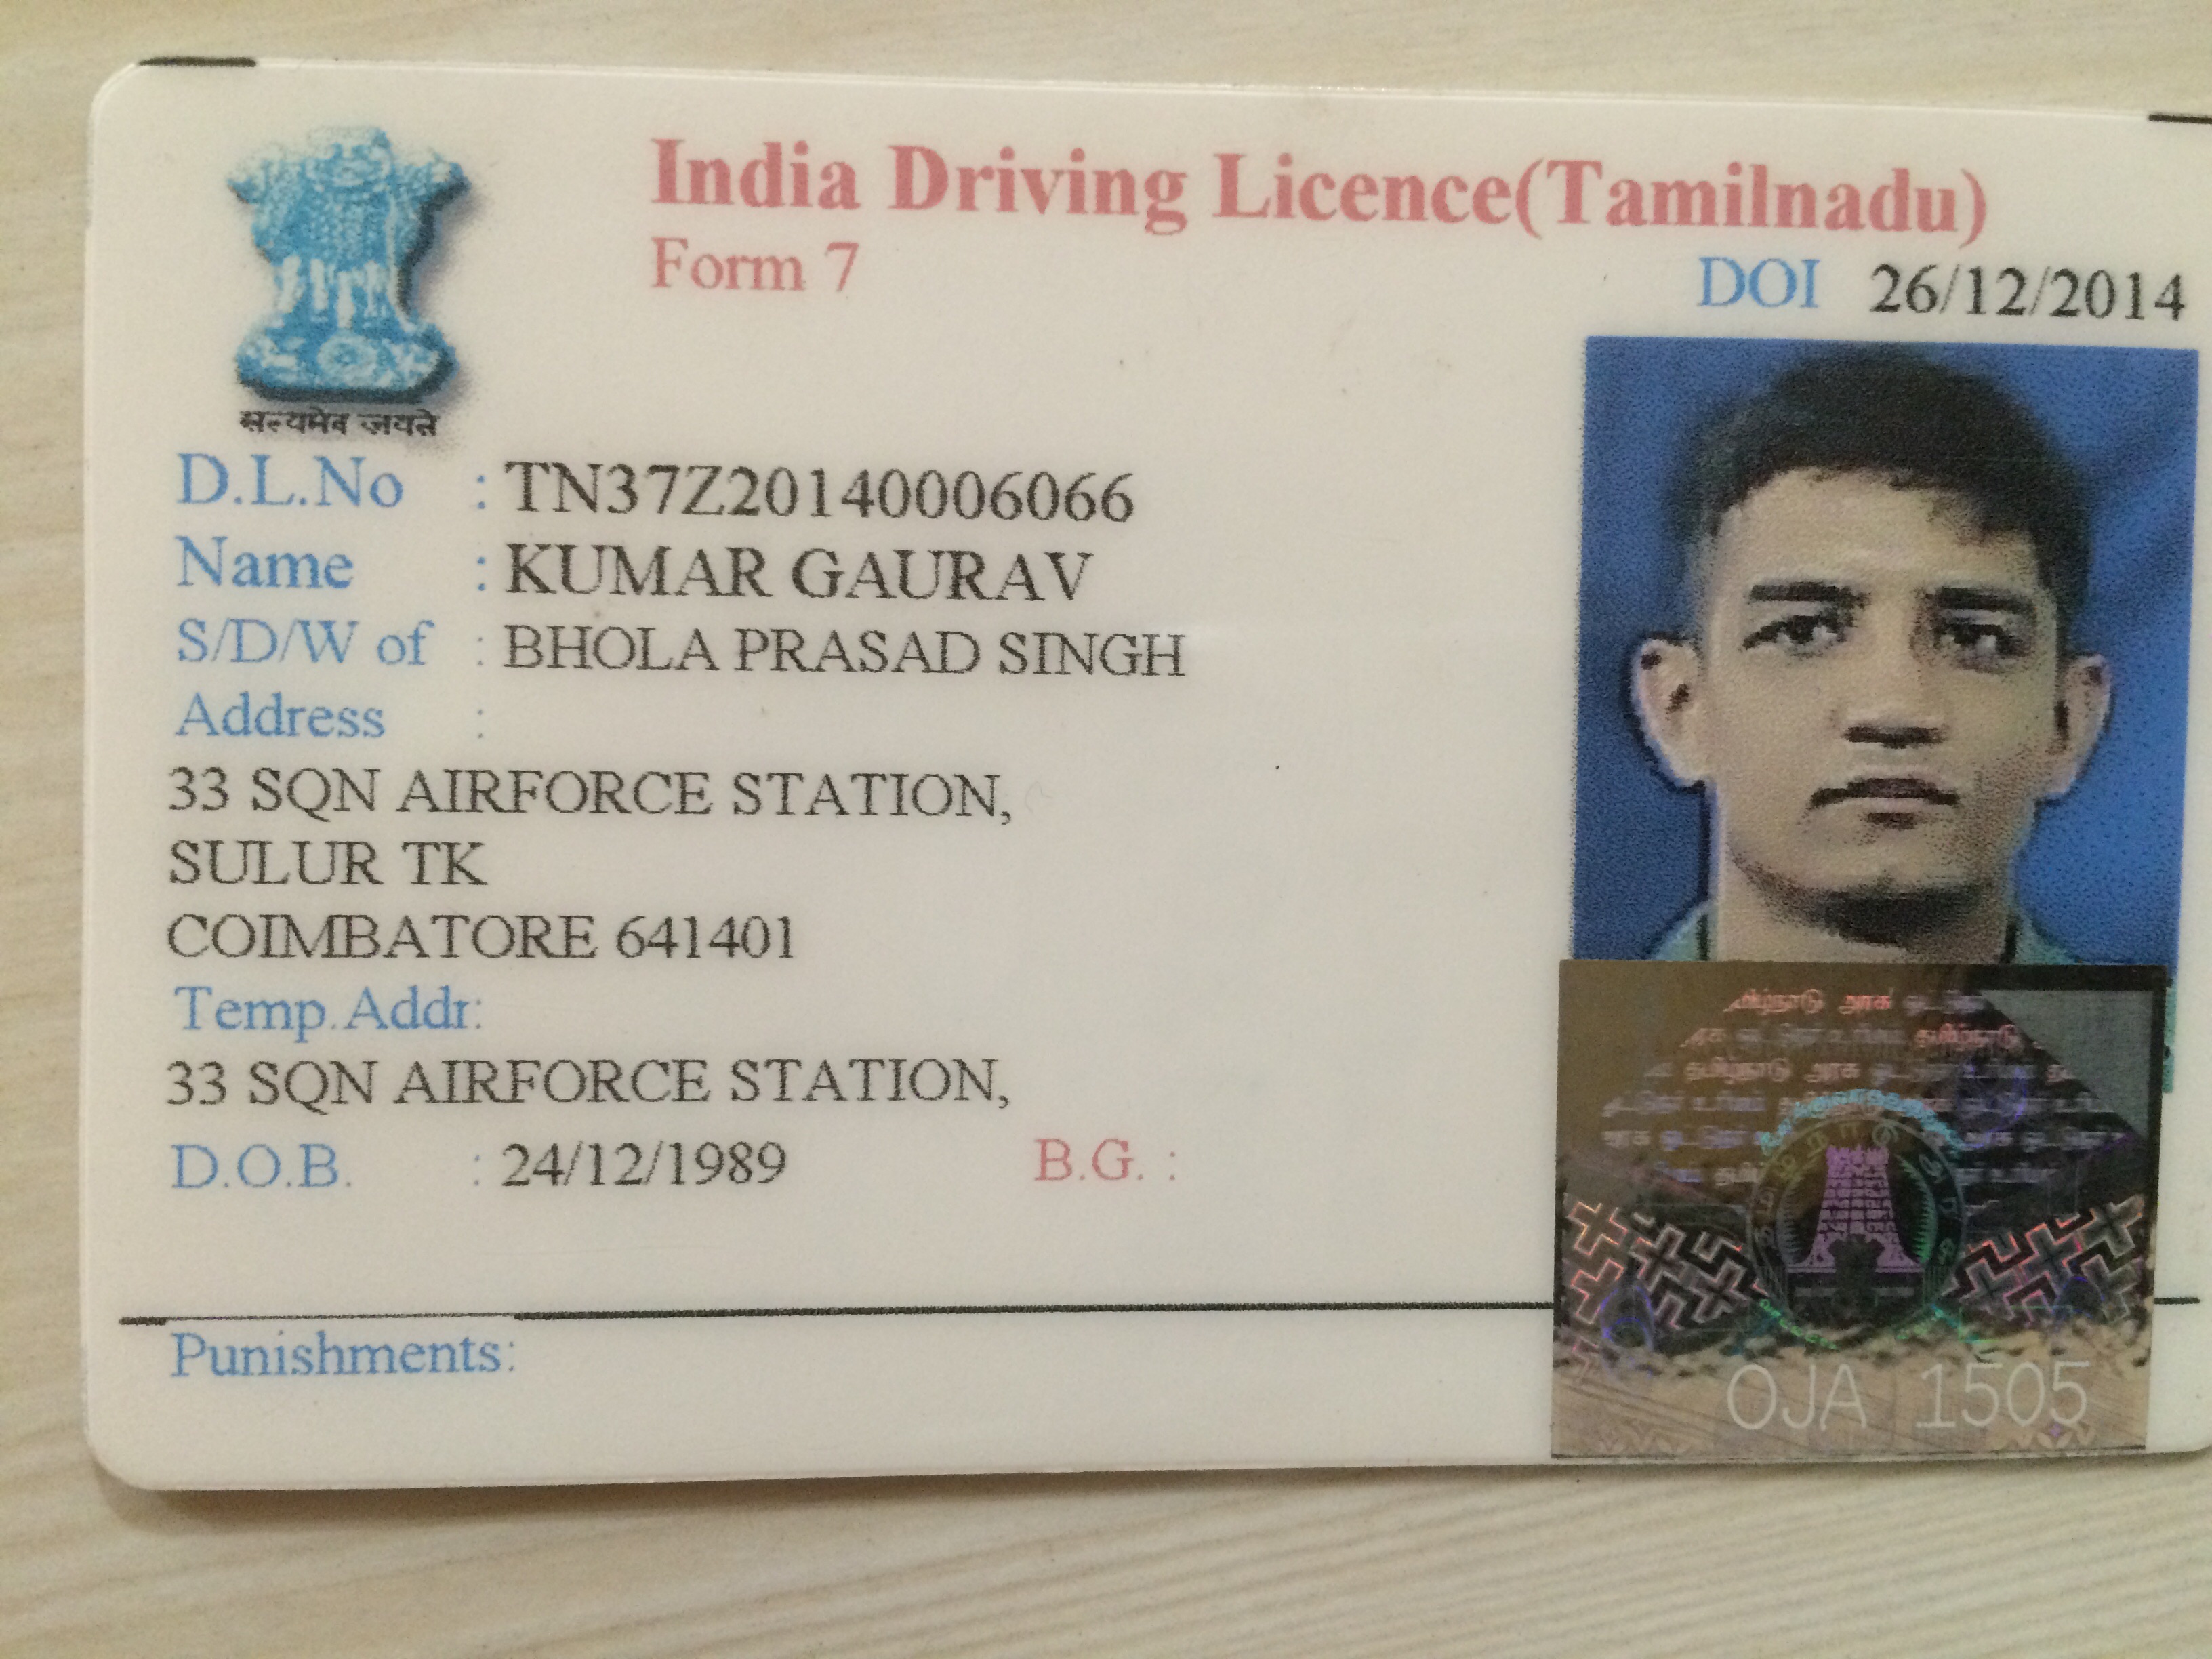 India Driving Licence(Tamilnadu)
Form 7
DOI 26/12/2014
सत्यमेव जयते
D.L.No : TN37Z20140006066
Name : KUMAR GAURAV
S/D/W of : BHOLA PRASAD SINGH
Address :
33 SQN AIRFORCE STATION,
SULUR TK
COIMBATORE 641401
Temp.Addr:
33 SQN AIRFORCE STATION,
D.O.B. : 24/12/1989 B.G. :
Punishments:
தமிழ்நாடு அரசு
OJA 1505